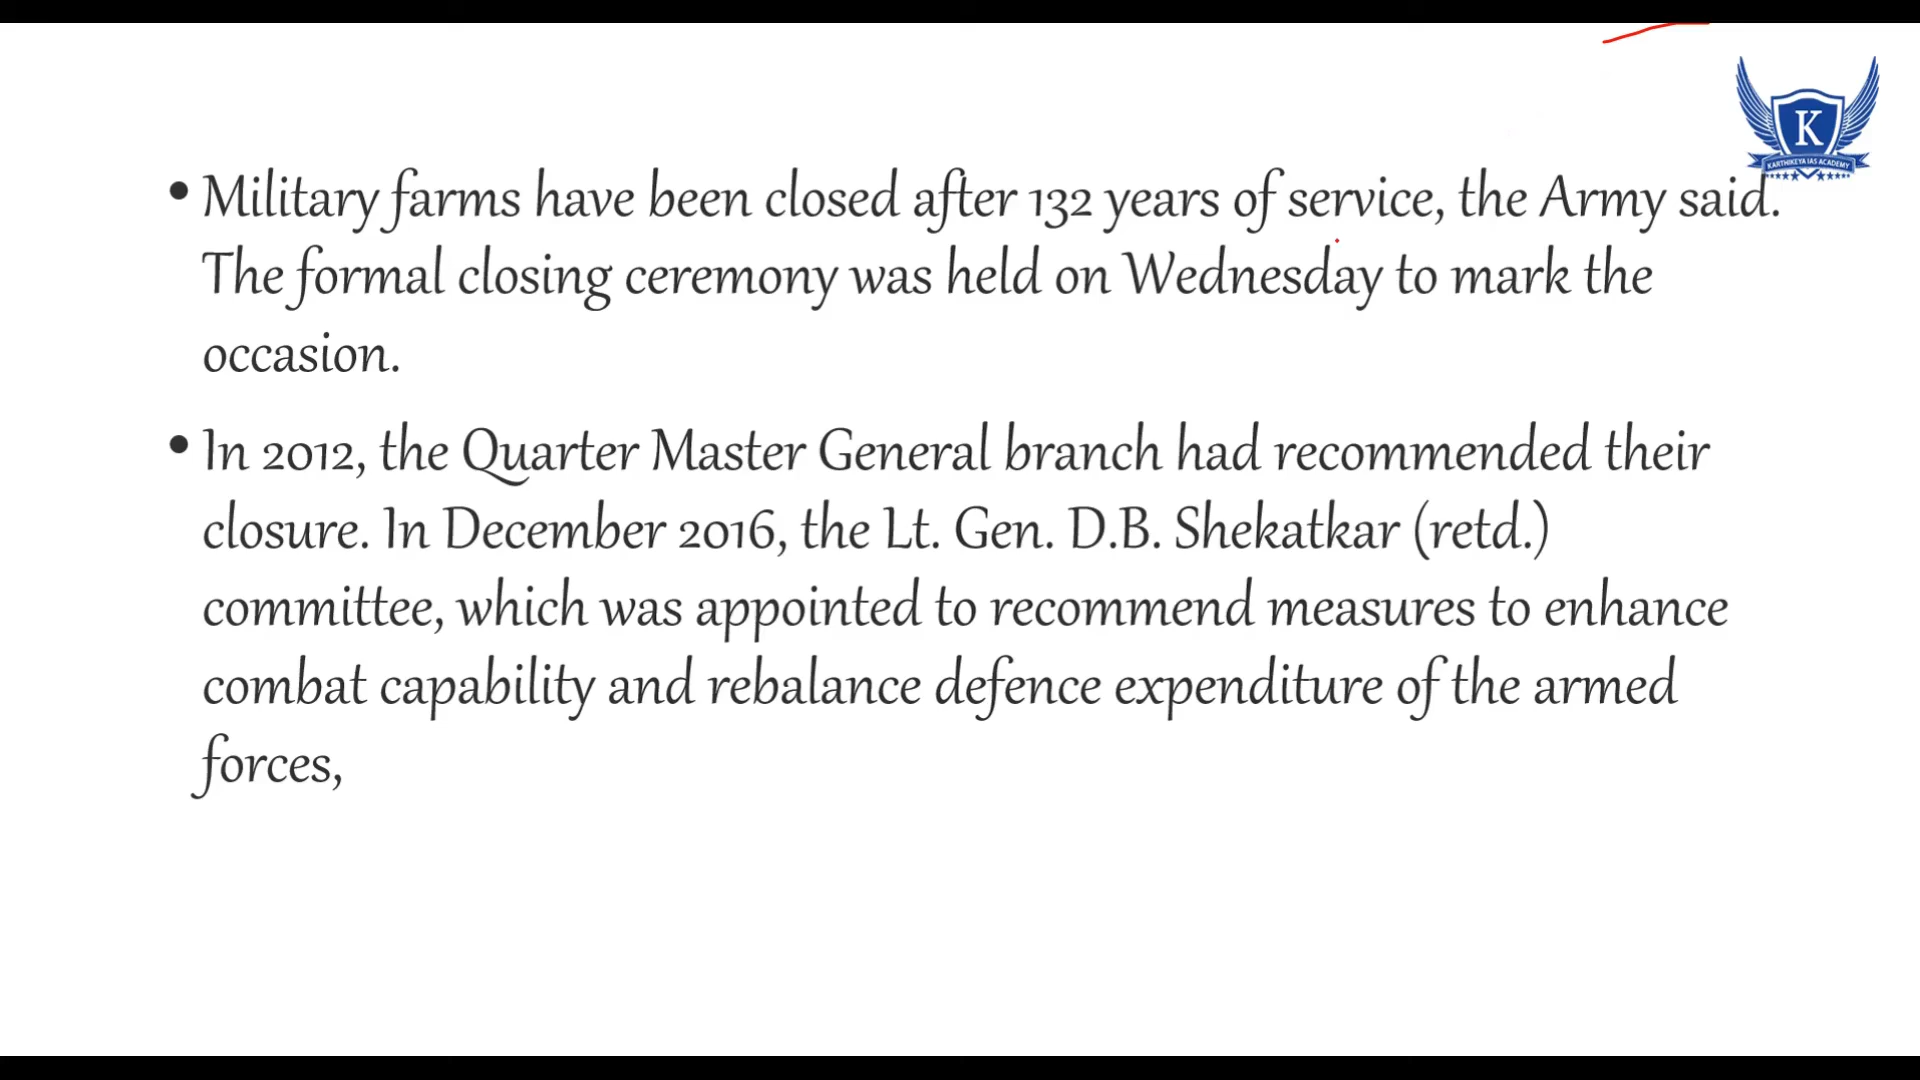 K
KARTHIKEYA IAS ACADEMY
• Military farms have been closed after 132 years of service, the Army said.
The formal closing ceremony was held on Wednesday to mark the
occasion.
• In 2012, the Quarter Master General branch had recommended their
closure. In December 2016, the Lt. Gen. D.B. Shekatkar (retd.)
committee, which was appointed to recommend measures to enhance
combat capability and rebalance defence expenditure of the armed
forces,